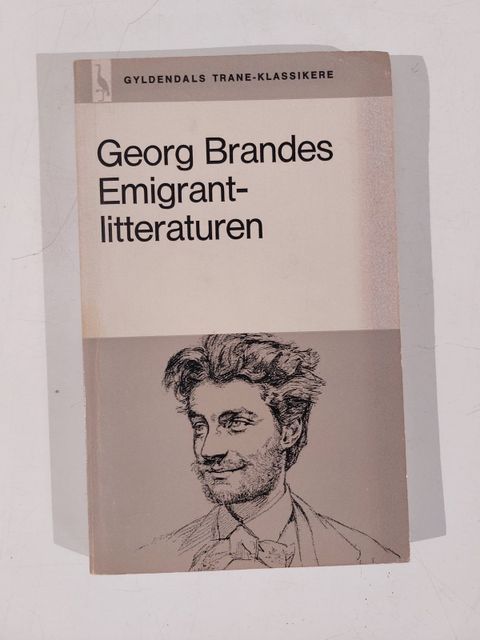 GYLDENDALS TRANE-KLASSIKERE
Georg Brandes
Emigrant-
litteraturen